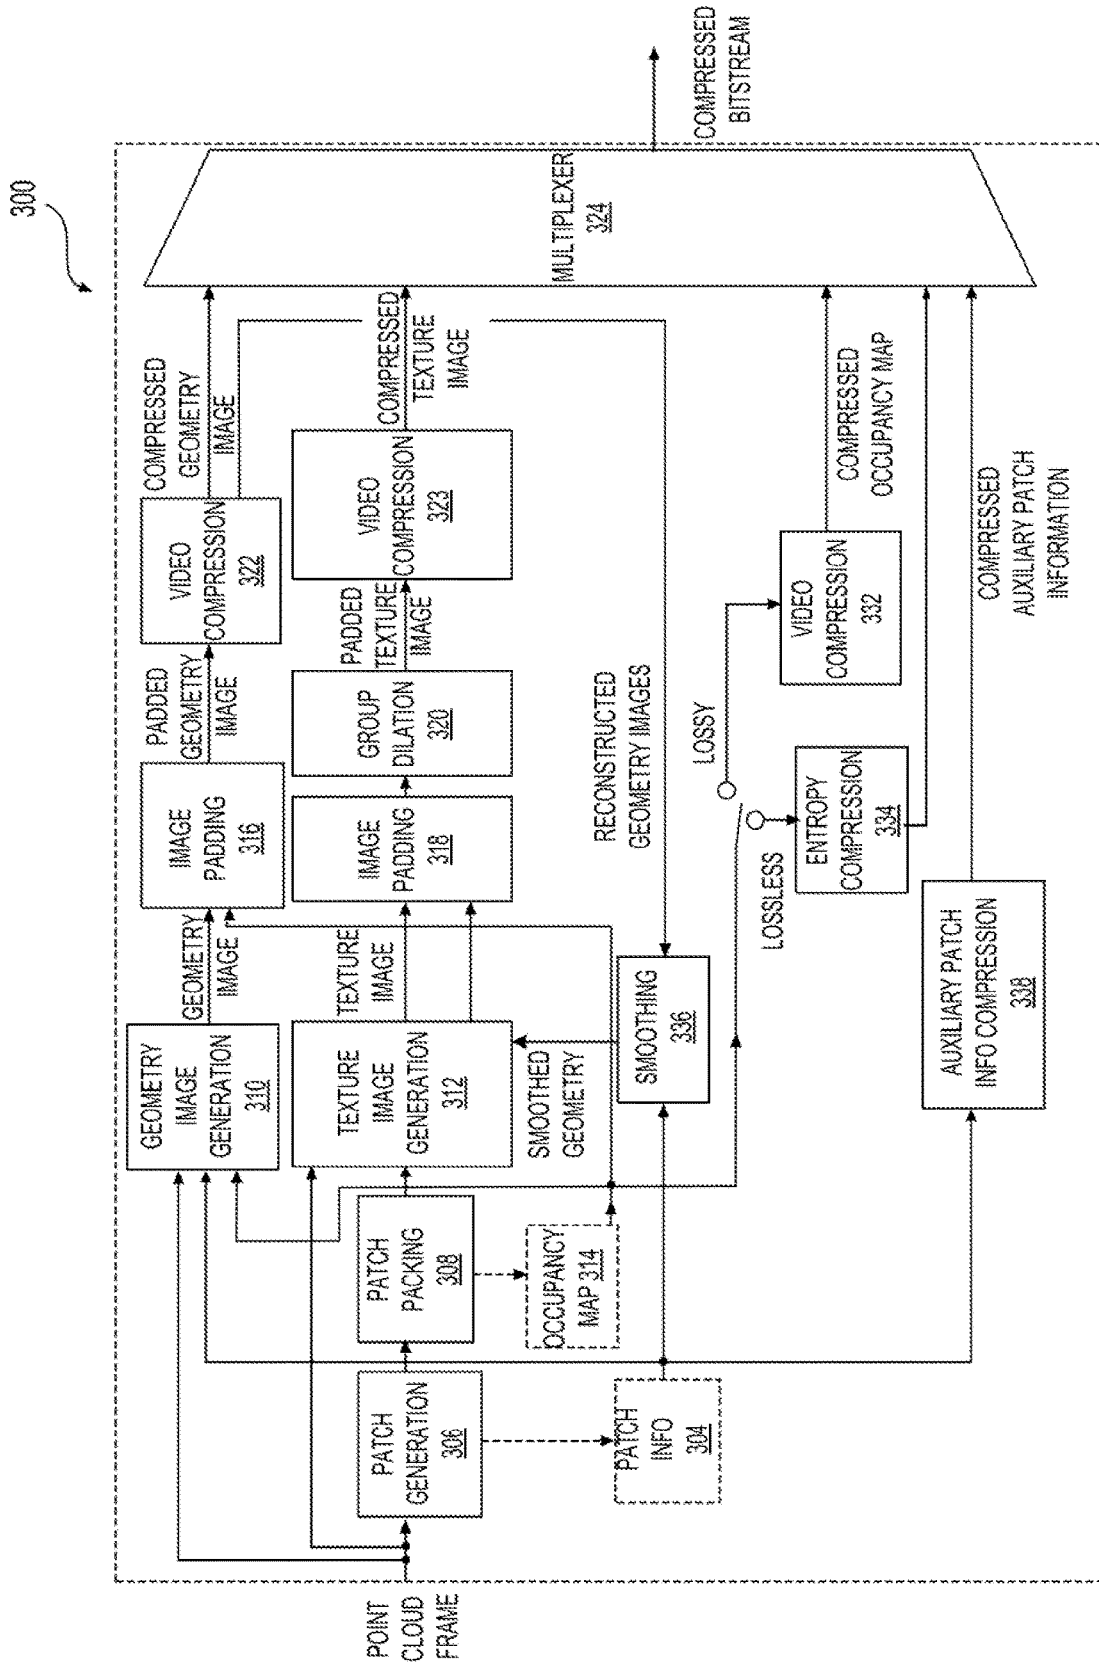 300
POINT
CLOUD
FRAME
PATCH
GENERATION
306
PATCH
PACKING
308
PATCH
INFO
304
OCCUPANCY
MAP 314
GEOMETRY
IMAGE
GENERATION
310
TEXTURE
IMAGE
GENERATION
312
SMOOTHED
GEOMETRY
SMOOTHING
336
GEOMETRY
IMAGE
TEXTURE
IMAGE
IMAGE
PADDING
316
IMAGE
PADDING
318
GROUP
DILATION
320
PADDED
GEOMETRY
IMAGE
PADDED
TEXTURE
IMAGE
VIDEO
COMPRESSION
322
VIDEO
COMPRESSION
323
COMPRESSED
GEOMETRY
IMAGE
COMPRESSED
TEXTURE
IMAGE
RECONSTRUCTED
GEOMETRY IMAGES
LOSSY
LOSSLESS
VIDEO
COMPRESSION
332
ENTROPY
COMPRESSION
334
AUXILIARY PATCH
INFO COMPRESSION
338
COMPRESSED
OCCUPANCY MAP
COMPRESSED
AUXILIARY PATCH
INFORMATION
MULTIPLEXER
324
COMPRESSED
BITSTREAM